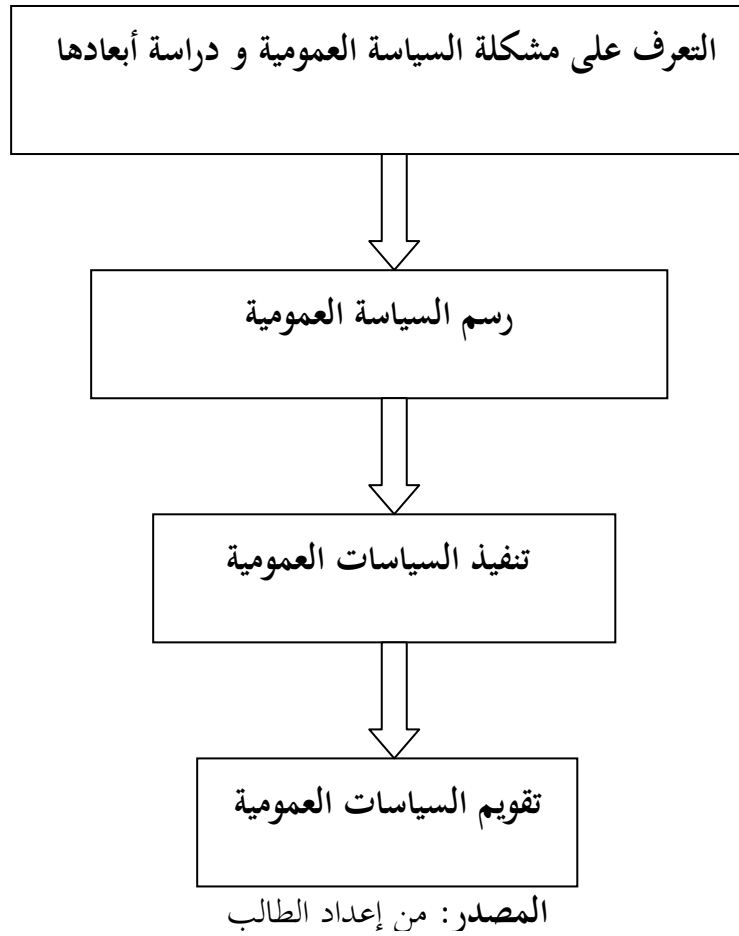 التعرف على مشكلة السياسة العمومية و دراسة أبعادها
رسم السياسة العمومية
تنفيذ السياسات العمومية
تقويم السياسات العمومية
المصدر: من إعداد الطالب